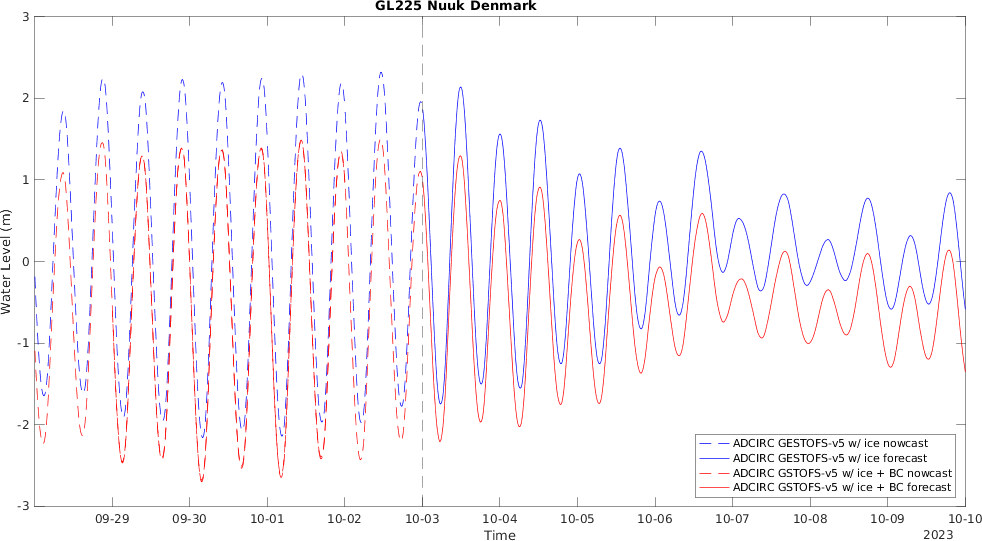 GL225 Nuuk Denmark
3
2
1
0
-1
-2
-3
Water Level (m)
ADCIRC GESTOFS-v5 w/ ice nowcast
ADCIRC GESTOFS-v5 w/ ice forecast
ADCIRC GSTOFS-v5 w/ ice + BC nowcast
ADCIRC GSTOFS-v5 w/ ice + BC forecast
09-29 09-30 10-01 10-02 10-03 10-04 10-05 10-06 10-07 10-08 10-09 10-10
Time
2023